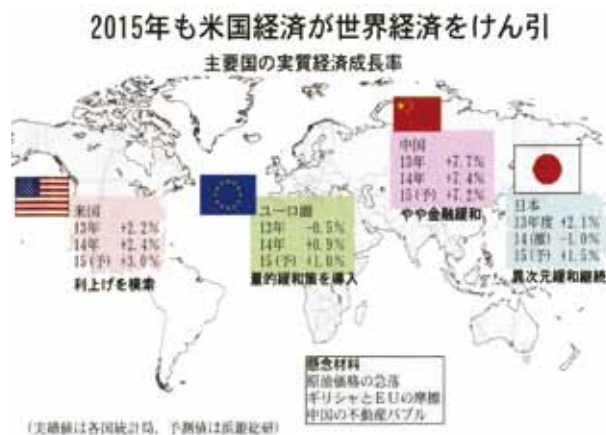 2015年も米国経済が世界経済をけん引
主要国の実質経済成長率
米国
13年 +2.2%
14年 +2.4%
15(予) +3.0%
利上げを模索
ユーロ圏
13年 -0.5%
14年 +0.9%
15(予) +1.0%
量的緩和策を導入
中国
13年 +7.7%
14年 +7.4%
15(予) +7.2%
やや金融緩和
日本
13年度 +2.1%
14( ) -1.0%
15(予) +1.5%
異次元緩和継続
懸念材料
原油価格の急落
ギリシャとEUの摩擦
中国の不動産バブル
(実績値は各国統計局、予測値は浜銀総研)